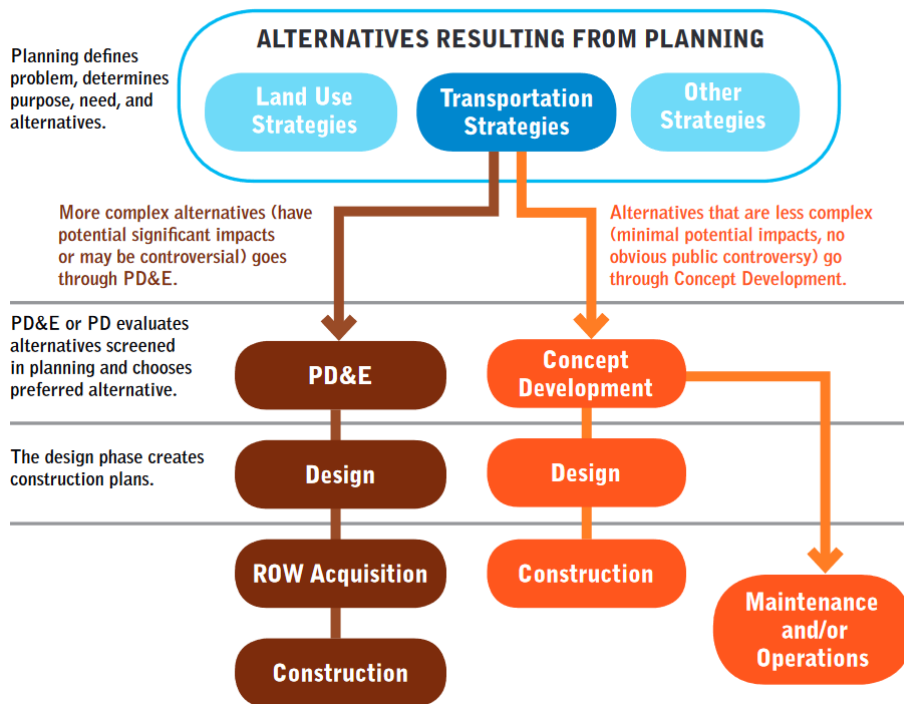 ALTERNATIVES RESULTING FROM PLANNING
Planning defines
problem, determines
purpose, need, and
alternatives.
Land Use
Strategies
Transportation
Strategies
Other
Strategies
More complex alternatives (have
potential significant impacts
or may be controversial) goes
through PD&E.
Alternatives that are less complex
(minimal potential impacts, no
obvious public controversy) go
through Concept Development.
PD&E or PD evaluates
alternatives screened
in planning and chooses
preferred alternative.
PD&E
Concept
Development
The design phase creates
construction plans.
Design
Design
ROW Acquisition
Construction
Maintenance
and/or
Operations
Construction